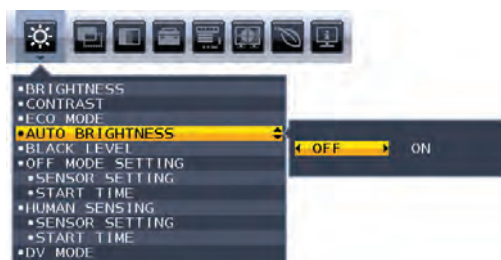 •BRIGHTNESS
•CONTRAST
•ECO MODE
•AUTO BRIGHTNESS
OFF ON
•BLACK LEVEL
•OFF MODE SETTING
•SENSOR SETTING
•START TIME
•HUMAN SENSING
•SENSOR SETTING
•START TIME
•DV MODE